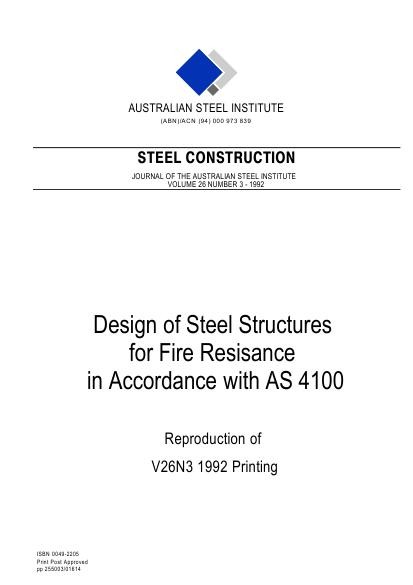 AUSTRALIAN STEEL INSTITUTE
(ABN)/ACN (94) 000 973 839
STEEL CONSTRUCTION
JOURNAL OF THE AUSTRALIAN STEEL INSTITUTE
VOLUME 26 NUMBER 3 - 1992
Design of Steel Structures
for Fire Resisance
in Accordance with AS 4100
Reproduction of
V26N3 1992 Printing
ISBN 0049-2205
Print Post Approved
pp 255003/01614